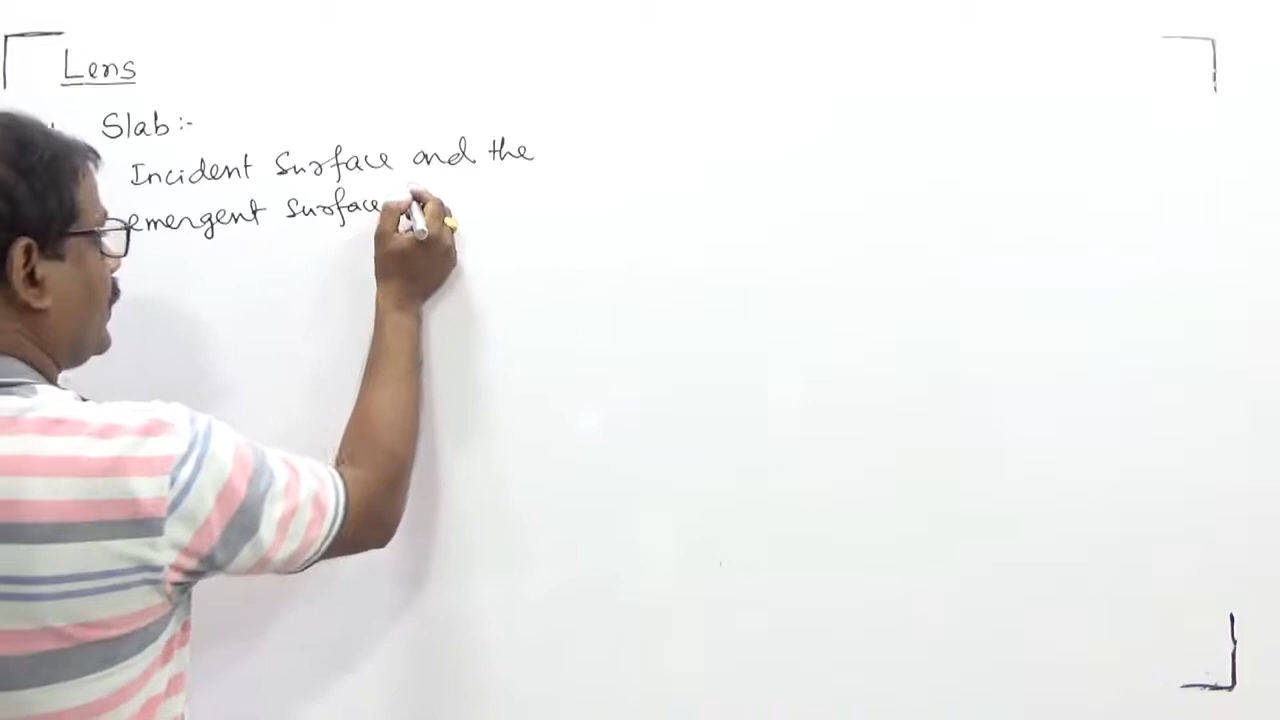 Lens
Slab:-
Incident Surface and the
emergent surface